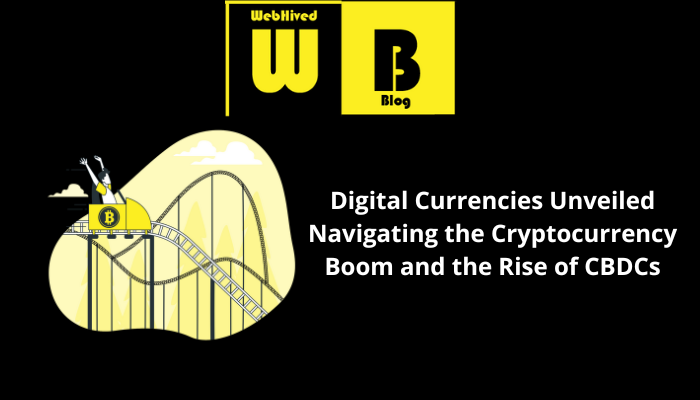 WebHived
W
B
Blog
Digital Currencies Unveiled
Navigating the Cryptocurrency
Boom and the Rise of CBDCs
₿